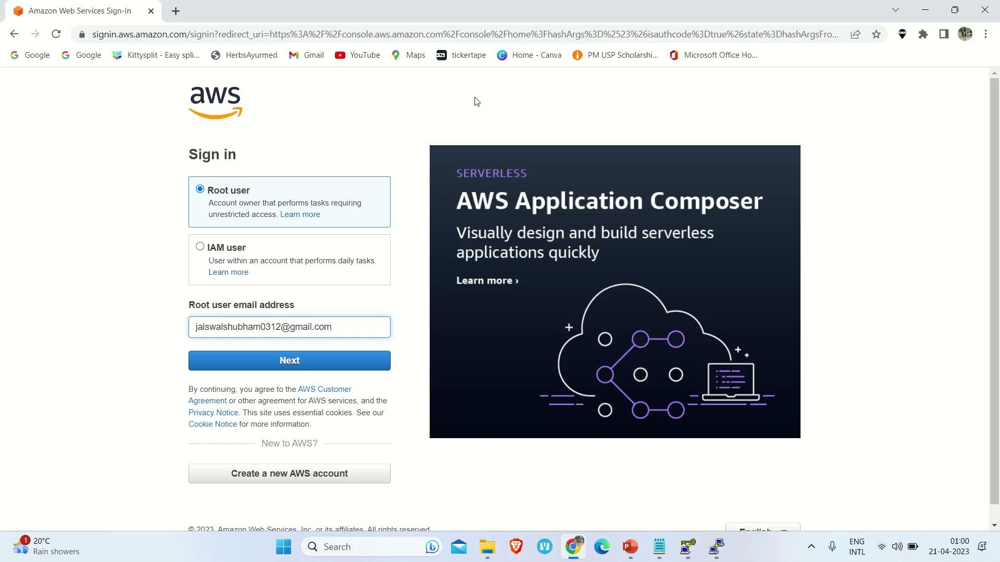 Amazon Web Services Sign-In
signin.aws.amazon.com/signin?redirect_uri=https%3A%2F%2Fconsole.aws.amazon.com%2Fconsole%2Fhome%3FhashArgs%3D%2523%26isauthcode%3Dtrue%26state%3DhashArgsFro...
Google
Google
Kittysplit - Easy spli...
HerbsAyurmed
Gmail
YouTube
Maps
tickertape
Home - Canva
PM USP Scholarshi...
Microsoft Office Ho...
aws
Sign in
Root user
Account owner that performs tasks requiring
unrestricted access. Learn more
IAM user
User within an account that performs daily tasks.
Learn more
Root user email address
jaiswalshubham0312@gmail.com
Next
By continuing, you agree to the AWS Customer
Agreement or other agreement for AWS services, and the
Privacy Notice. This site uses essential cookies. See our
Cookie Notice for more information.
New to AWS?
Create a new AWS account
SERVERLESS
AWS Application Composer
Visually design and build serverless
applications quickly
Learn more ›
© 2023, Amazon Web Services, Inc. or its affiliates. All rights reserved.
English
1
20°C
Rain showers
Search
ENG
INTL
01:00
21-04-2023